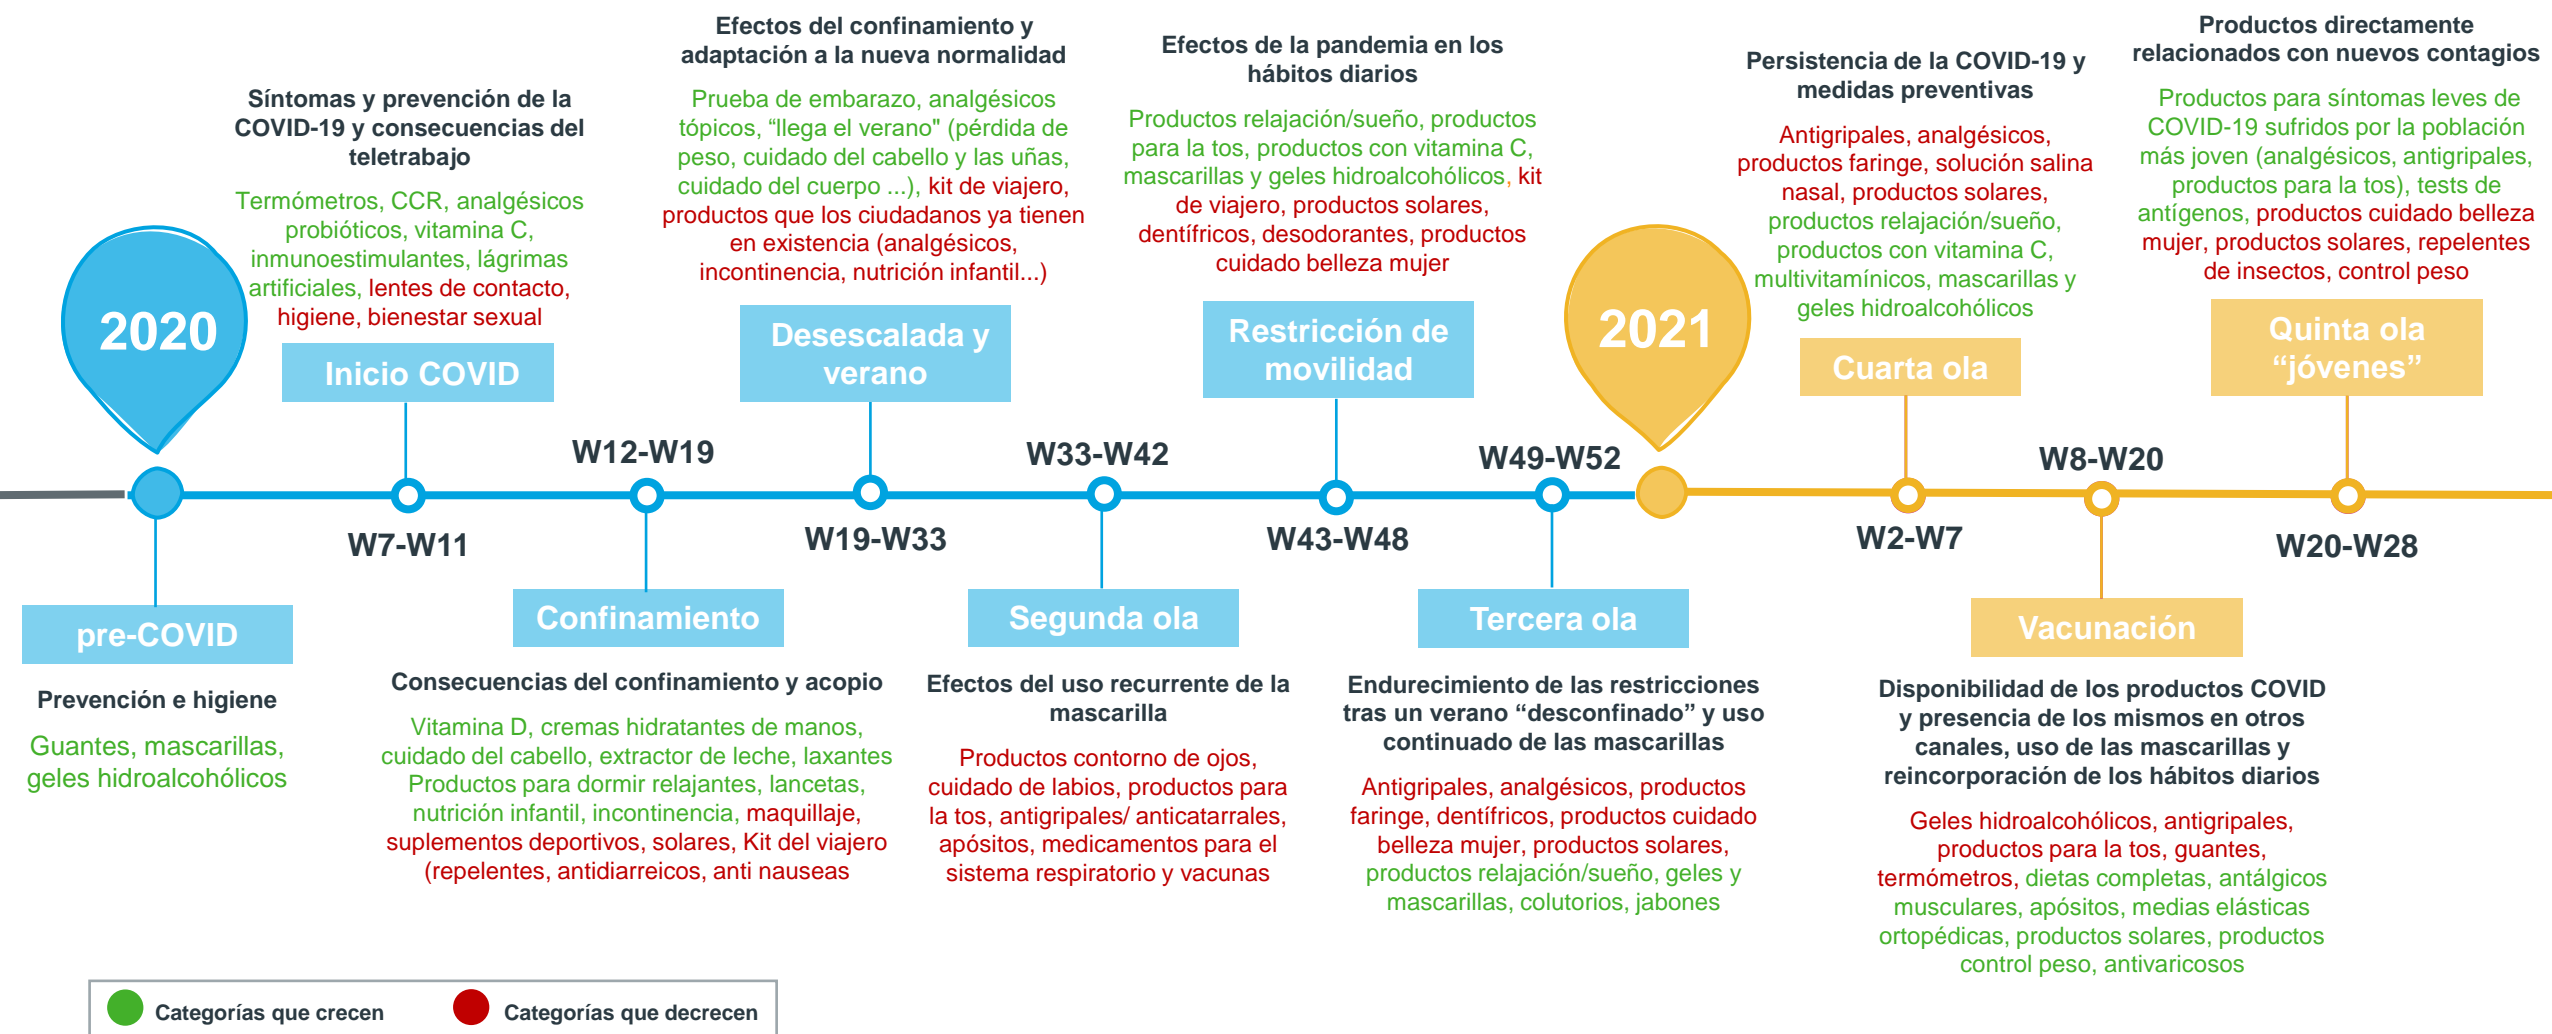 2020
pre-COVID
Prevención e higiene
Guantes, mascarillas,
geles hidroalcohólicos
Síntomas y prevención de la
COVID-19 y consecuencias del
teletrabajo
Termómetros, CCR, analgésicos
probióticos, vitamina C,
inmunoestimulantes, lágrimas
artificiales, lentes de contacto,
higiene, bienestar sexual
Inicio COVID
W7-W11
W12-W19
Confinamiento
Consecuencias del confinamiento y acopio
Vitamina D, cremas hidratantes de manos,
cuidado del cabello, extractor de leche, laxantes
Productos para dormir relajantes, lancetas,
nutrición infantil, incontinencia, maquillaje,
suplementos deportivos, solares, Kit del viajero
(repelentes, antidiarreicos, anti nauseas
Efectos del confinamiento y
adaptación a la nueva normalidad
Prueba de embarazo, analgésicos
tópicos, “llega el verano" (pérdida de
peso, cuidado del cabello y las uñas,
cuidado del cuerpo ...), kit de viajero,
productos que los ciudadanos ya tienen
en existencia (analgésicos,
incontinencia, nutrición infantil...)
Desescalada y
verano
W19-W33
W33-W42
Segunda ola
Efectos del uso recurrente de la
mascarilla
Productos contorno de ojos,
cuidado de labios, productos para
la tos, antigripales/ anticatarrales,
apósitos, medicamentos para el
sistema respiratorio y vacunas
Efectos de la pandemia en los
hábitos diarios
Productos relajación/sueño, productos
para la tos, productos con vitamina C,
mascarillas y geles hidroalcohólicos, kit
de viajero, productos solares,
dentífricos, desodorantes, productos
cuidado belleza mujer
Restricción de
movilidad
W43-W48
W49-W52
Tercera ola
Endurecimiento de las restricciones
tras un verano “desconfinado” y uso
continuado de las mascarillas
Antigripales, analgésicos, productos
faringe, dentífricos, productos cuidado
belleza mujer, productos solares,
productos relajación/sueño, geles y
mascarillas, colutorios, jabones
2021
Persistencia de la COVID-19 y
medidas preventivas
Antigripales, analgésicos,
productos faringe, solución salina
nasal, productos solares,
productos relajación/sueño,
productos con vitamina C,
multivitamínicos, mascarillas y
geles hidroalcohólicos
Cuarta ola
W2-W7
W8-W20
Vacunación
Disponibilidad de los productos COVID
y presencia de los mismos en otros
canales, uso de las mascarillas y
reincorporación de los hábitos diarios
Geles hidroalcohólicos, antigripales,
productos para la tos, guantes,
termómetros, dietas completas, antálgicos
musculares, apósitos, medias elásticas
ortopédicas, productos solares, productos
control peso, antivaricosos
Productos directamente
relacionados con nuevos contagios
Productos para síntomas leves de
COVID-19 sufridos por la población
más joven (analgésicos, antigripales,
productos para la tos), tests de
antígenos, productos cuidado belleza
mujer, productos solares, repelentes
de insectos, control peso
Quinta ola
“jóvenes”
W20-W28
Categorías que crecen
Categorías que decrecen